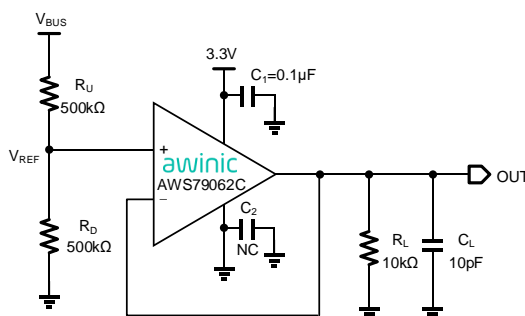 VBUS
RU
500kΩ
VREF
RD
500kΩ
3.3V
C1=0.1µF
+
awinic
AWS79062C
−
C2
NC
OUT
RL
10kΩ
CL
10pF